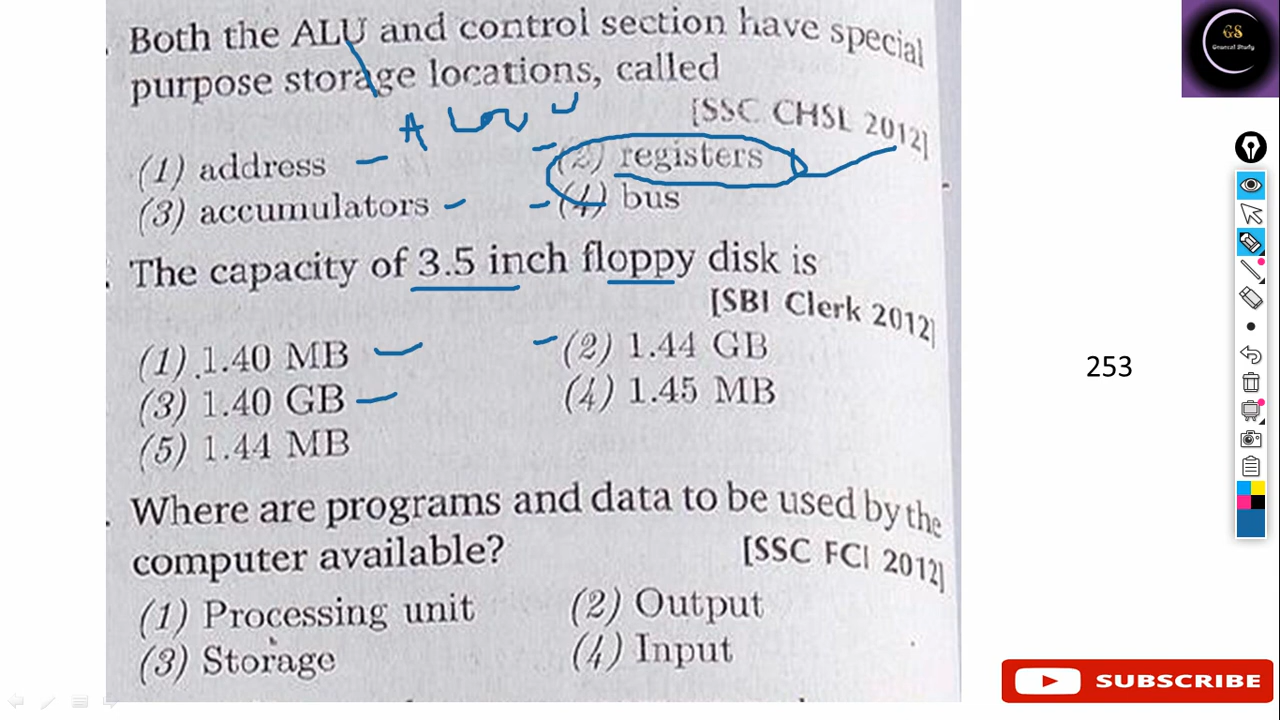 Both the ALU and control section have special
purpose storage locations, called
[SSC CHSL 2012]
(1) address
(2) registers
(3) accumulators
(4) bus
The capacity of 3.5 inch floppy disk is
[SBI Clerk 2012]
(1) 1.40 MB
(2) 1.44 GB
(3) 1.40 GB
(4) 1.45 MB
(5) 1.44 MB
Where are programs and data to be used by the
computer available?
[SSC FCI 2012]
(1) Processing unit
(2) Output
(3) Storage
(4) Input
253
GS
General Study
SUBSCRIBE